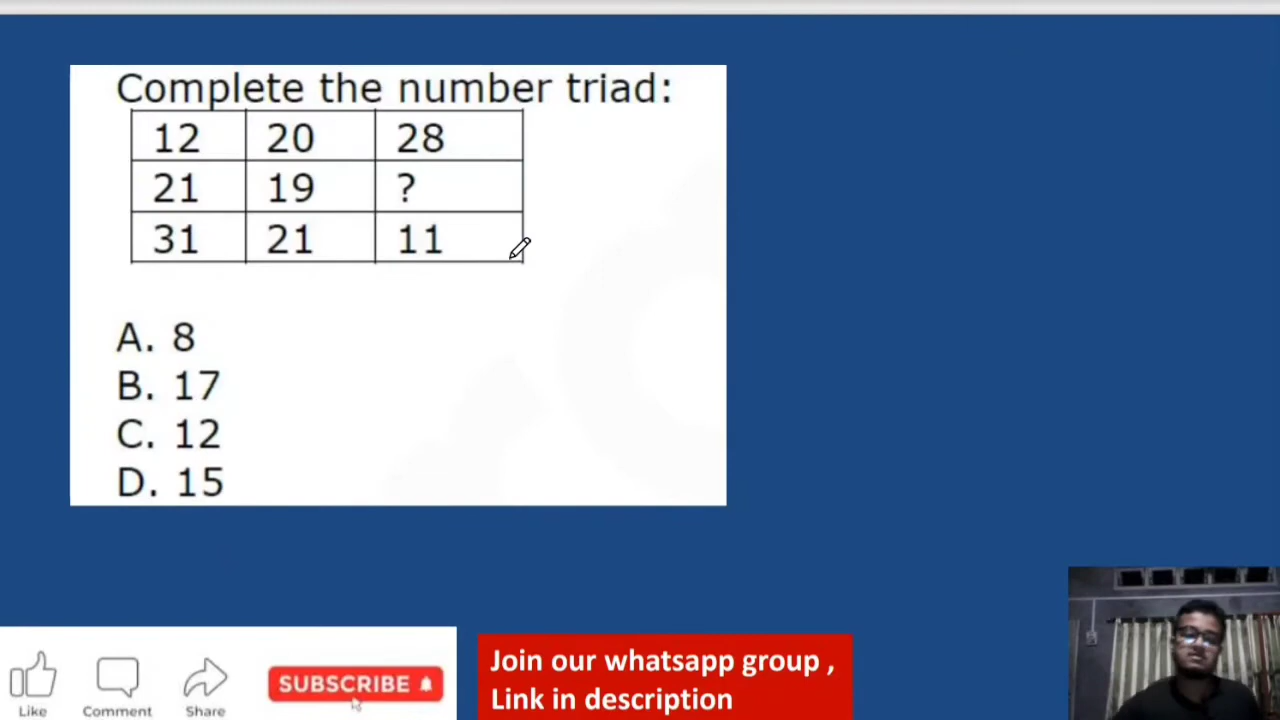 Complete the number triad:
12 20 28
21 19 ?
31 21 11
A. 8
B. 17
C. 12
D. 15
Like Comment Share SUBSCRIBE
Join our whatsapp group ,
Link in description